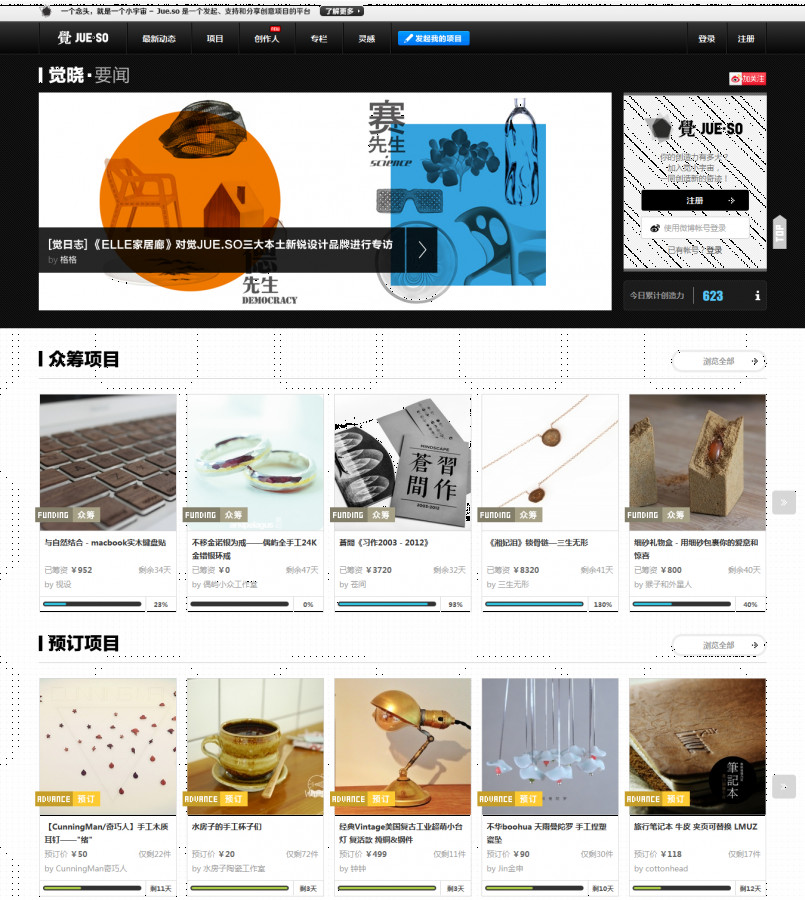 一个念头，就是一个小宇宙 – Jue.so 是一个发起、支持和分享创意项目的平台 了解更多
覺 JUE·SO 最新动态 项目 创作人 NEW 专栏 灵感 发起我的项目 登录 注册
觉晓·要闻
加关注
赛先生
science
[觉日志]《ELLE家居廊》对觉JUE.SO三大本土新锐设计品牌进行专访
by 格格
先生
DEMOCRACY
覺 JUE·SO
你的创造力有多大？
注册
使用微博帐号登录
已有帐号？登录
TOP
今日累计创造力 623
众筹项目
浏览全部
FUNDING 众筹
FUNDING 众筹
MINDSCAPE
蒼間 習作
2003-2012
FUNDING 众筹
FUNDING 众筹
FUNDING 众筹
与自然结合 - macbook实木键盘贴
已筹资 ¥952 剩余34天
by 视设
23%
不移金诺银为戒——偶屿全手工24K金错银环戒
已筹资 ¥0 剩余47天
by 偶屿小众工作室
0%
蒼間《习作2003 - 2012》
已筹资 ¥3720 剩余32天
by 苍间
93%
《湘妃泪》锁骨链—三生无形
已筹资 ¥8320 剩余41天
by 三生无形
130%
细砂礼物盒 - 用细砂包裹你的爱意和惊喜
已筹资 ¥800 剩余40天
by 猴子和外星人
40%
预订项目
浏览全部
ADVANCE 预订
ADVANCE 预订
ADVANCE 预订
ADVANCE 预订
筆記本
ADVANCE 预订
【CunningMan/奇巧人】手工木质耳钉——"绪"
预订价 ¥50 仅剩22件
by CunningMan奇巧人
剩11天
水房子的手工杯子们
预订价 ¥20 仅剩72件
by 水房子陶瓷工作室
剩3天
经典Vintage美国复古工业超萌小台灯 复活款 纯铜&钢件
预订价 ¥499 仅剩11件
by 钟钟
剩3天
不华boohua 天雨曼陀罗 手工捏塑瓷坠
预订价 ¥90 仅剩30件
by Jin金申
剩10天
旅行笔记本 牛皮 夹页可替换 LMUZ
预订价 ¥118 仅剩17件
by cottonhead
剩12天